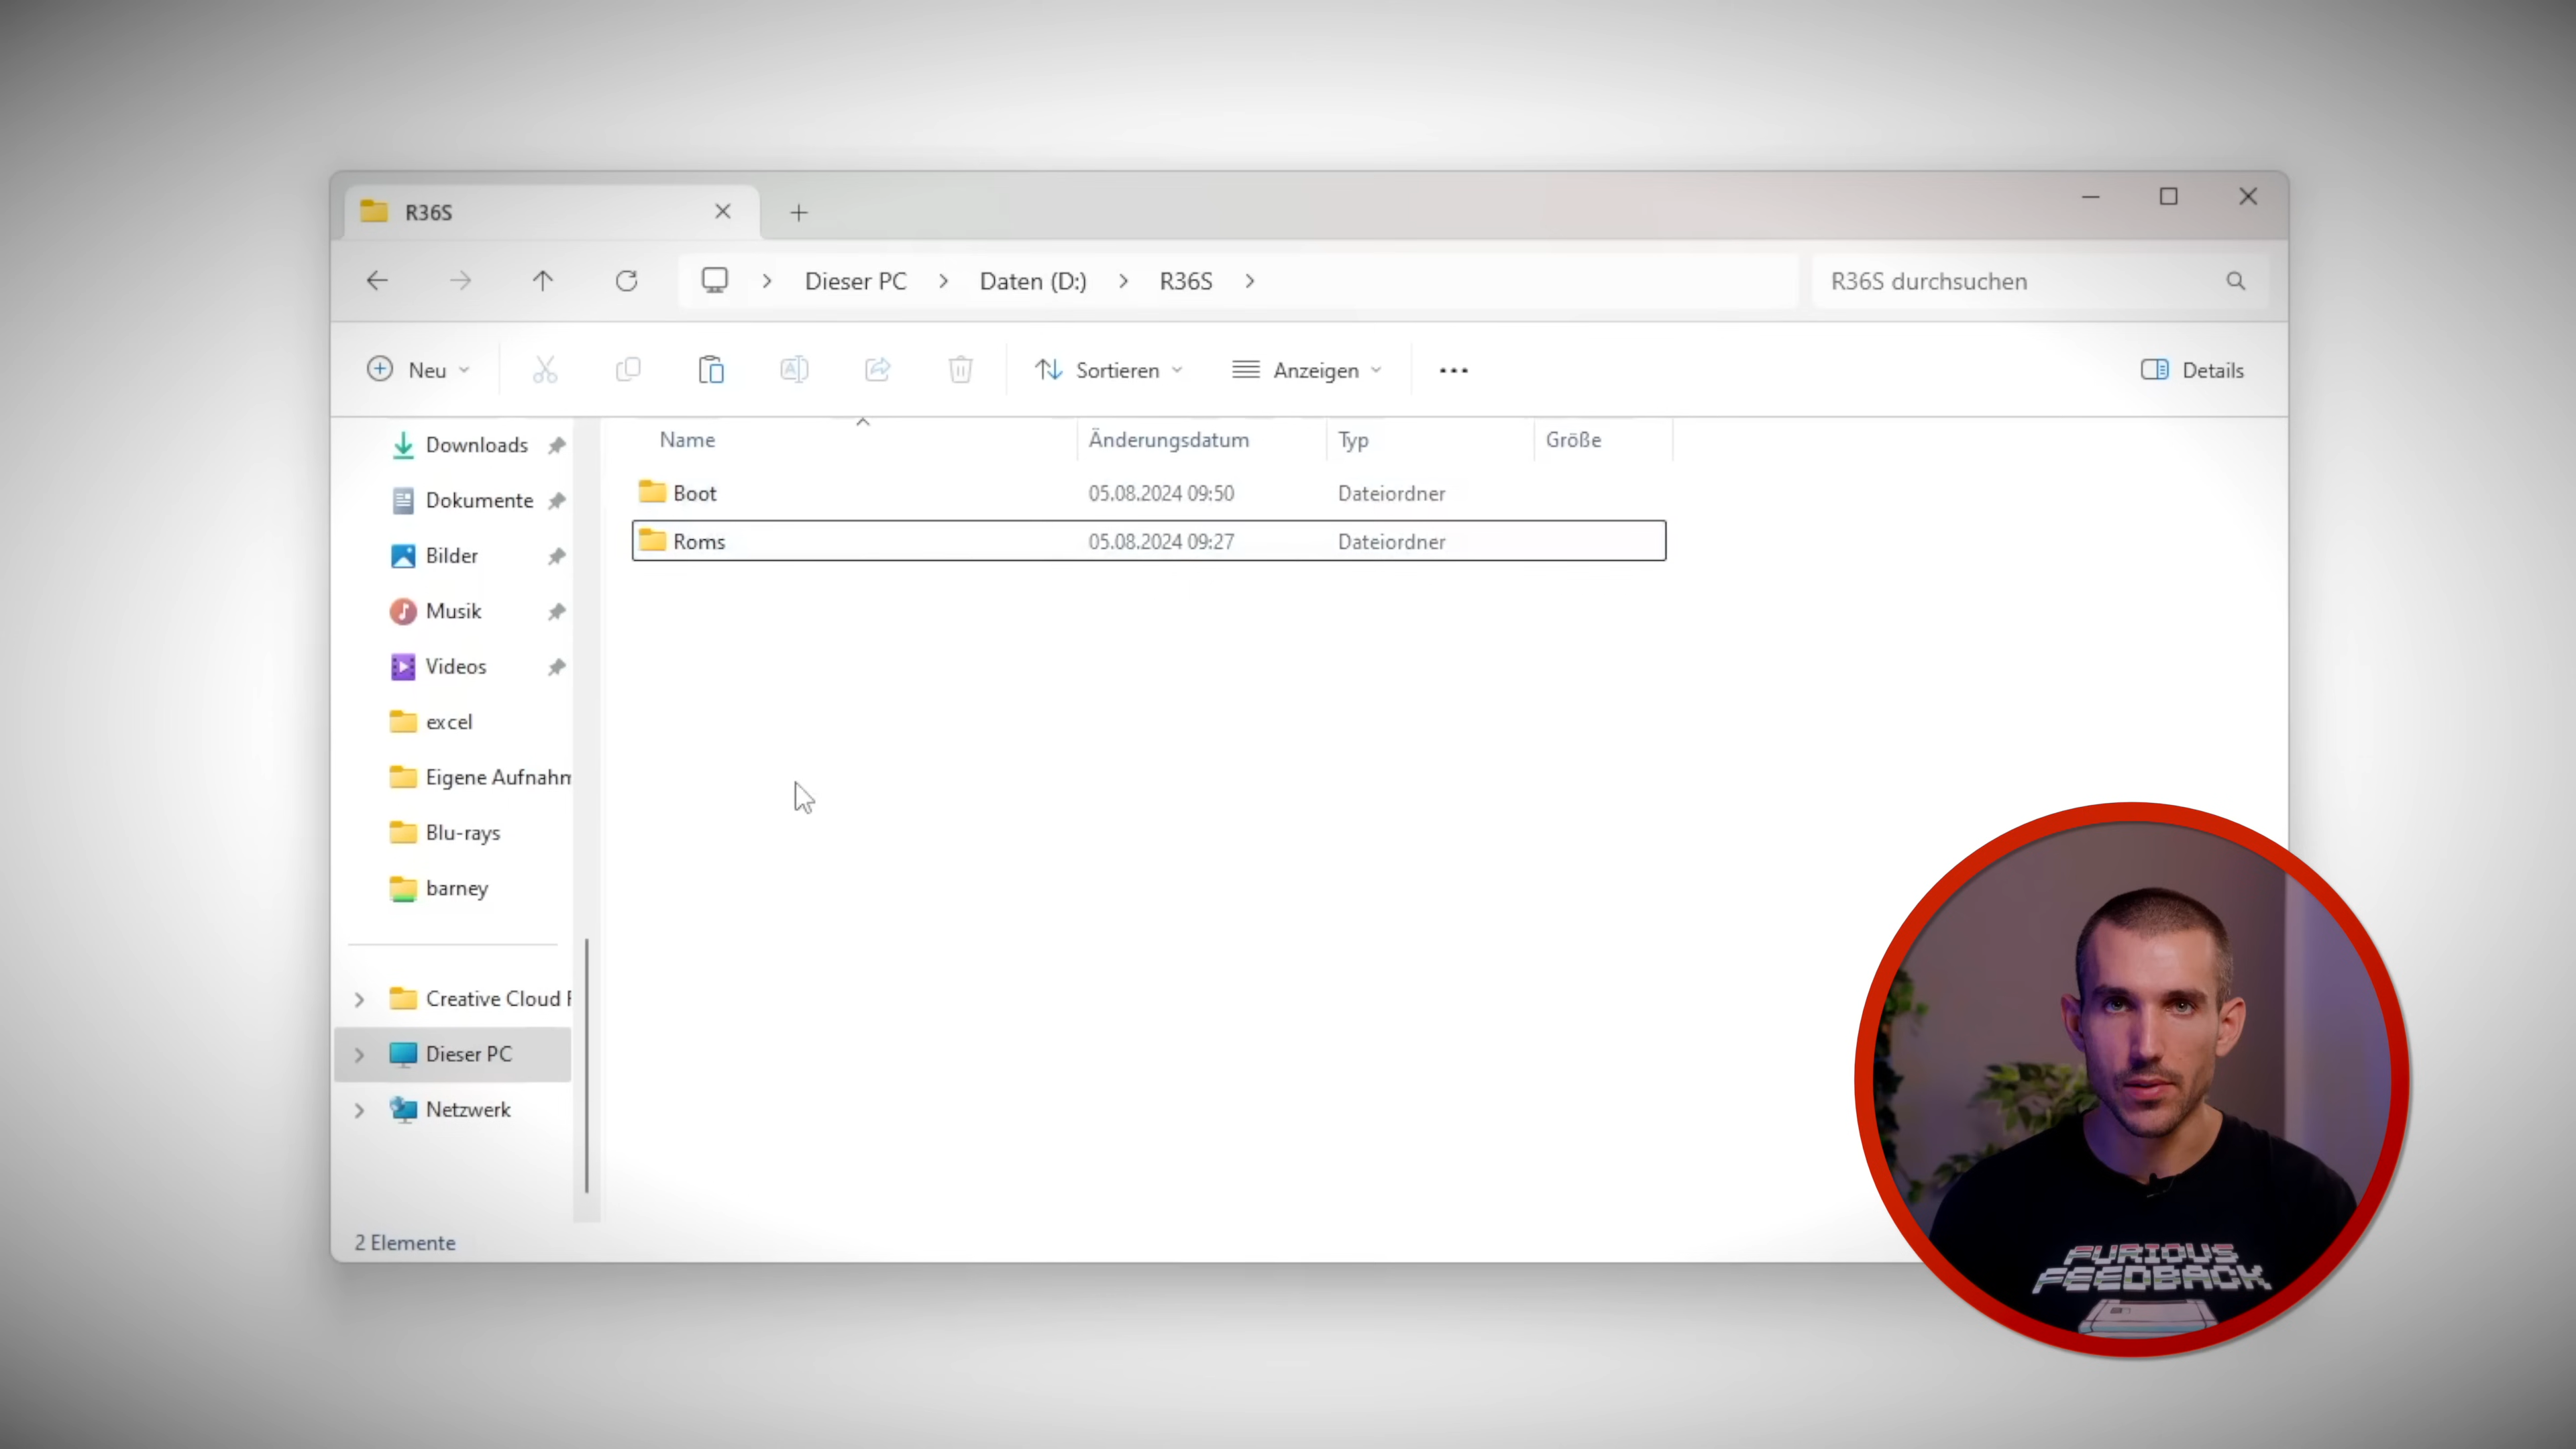 R36S
Dieser PC
Daten (D:)
R36S
R36S durchsuchen
Neu
Sortieren
Anzeigen
Details
Name
Änderungsdatum
Typ
Größe
Boot
05.08.2024 09:50
Dateiordner
Roms
05.08.2024 09:27
Dateiordner
Downloads
Dokumente
Bilder
Musik
Videos
excel
Eigene Aufnahm
Blu-rays
barney
Creative Cloud F
Dieser PC
Netzwerk
2 Elemente
FURIOUS
FEEDBACK